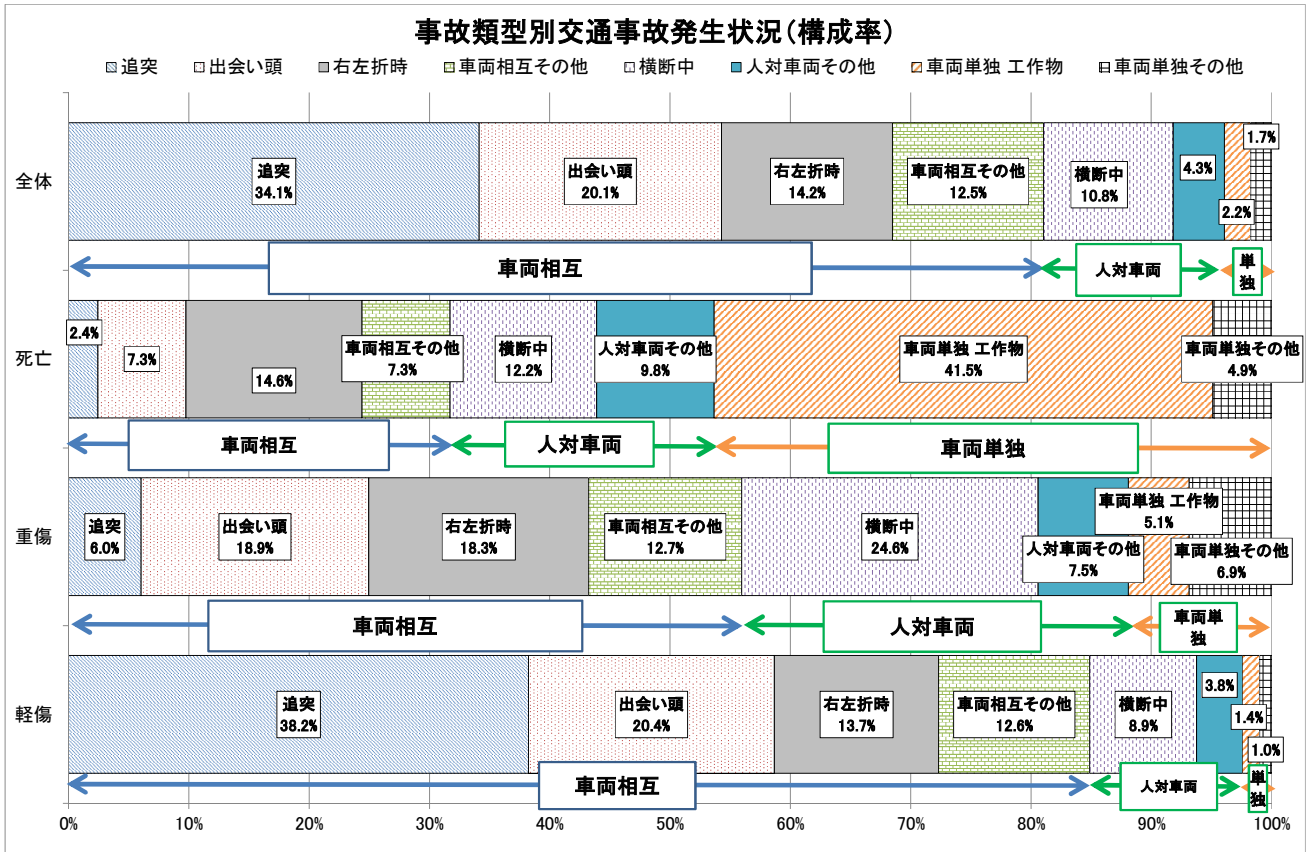 事故類型別交通事故発生状況(構成率)
追突 出会い頭 右左折時 車両相互その他 横断中 人対車両その他 車両単独 工作物 車両単独その他
全体
追突
34.1%
出会い頭
20.1%
右左折時
14.2%
車両相互その他
12.5%
横断中
10.8%
4.3%
2.2%
1.7%
車両相互
人対車両
単
独
死亡
2.4%
7.3%
14.6%
車両相互その他
7.3%
横断中
12.2%
人対車両その他
9.8%
車両単独 工作物
41.5%
車両単独その他
4.9%
車両相互
人対車両
車両単独
重傷
追突
6.0%
出会い頭
18.9%
右左折時
18.3%
車両相互その他
12.7%
横断中
24.6%
人対車両その他
7.5%
車両単独 工作物
5.1%
車両単独その他
6.9%
車両相互
人対車両
車両単
独
軽傷
追突
38.2%
出会い頭
20.4%
右左折時
13.7%
車両相互その他
12.6%
横断中
8.9%
3.8%
1.4%
1.0%
車両相互
人対車両
単
独
0% 10% 20% 30% 40% 50% 60% 70% 80% 90% 100%